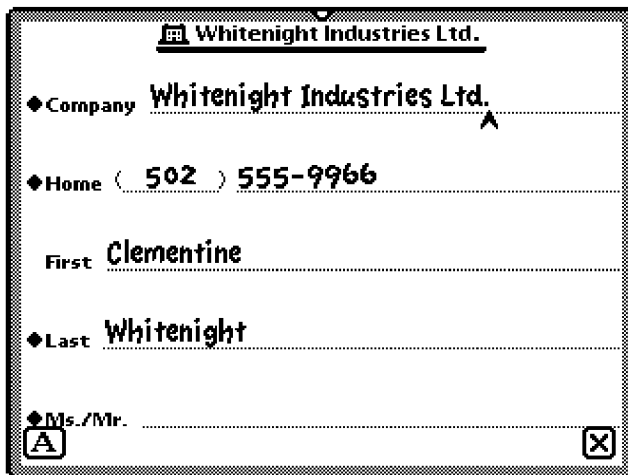 Whitenight Industries Ltd.
◆Company Whitenight Industries Ltd.
◆Home ( 502 ) 555-9966
First Clementine
◆Last Whitenight
◆Ms./Mr.
A